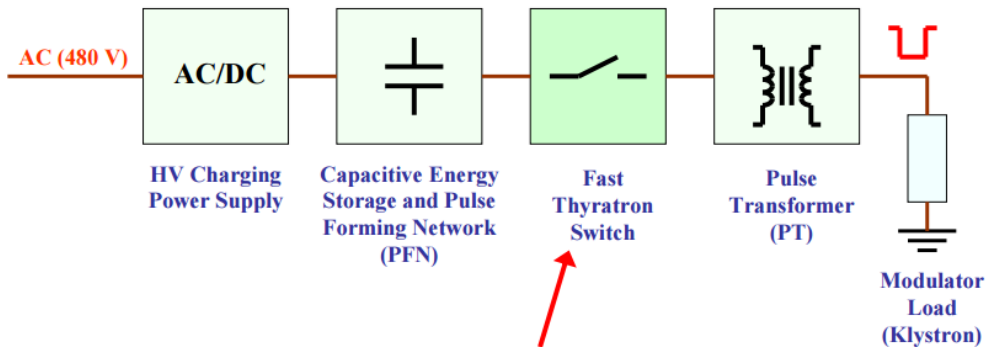 AC (480 V)
AC/DC
HV Charging
Power Supply
Capacitive Energy
Storage and Pulse
Forming Network
(PFN)
Fast
Thyratron
Switch
Pulse
Transformer
(PT)
Modulator
Load
(Klystron)